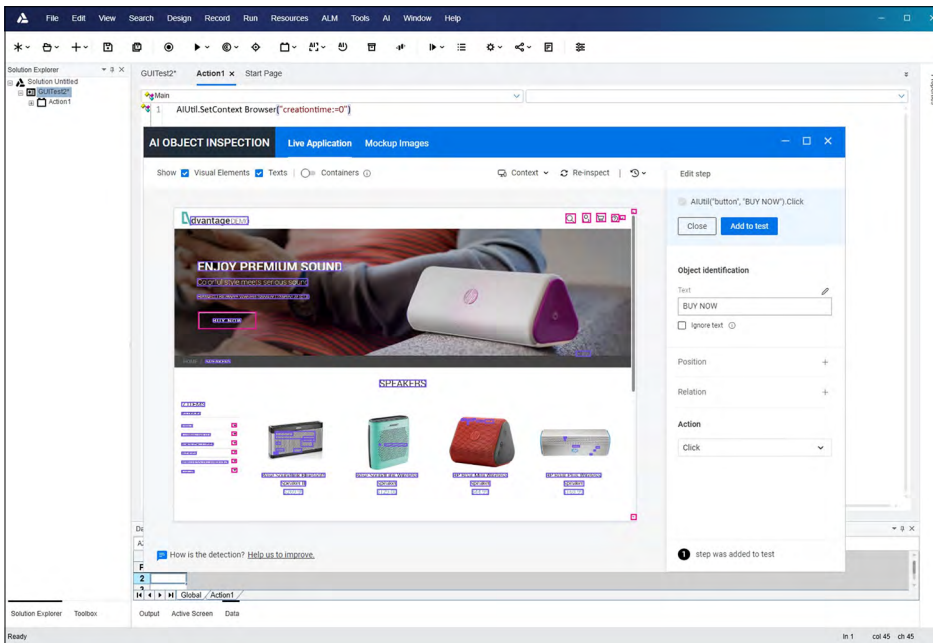 File Edit View Search Design Record Run Resources ALM Tools AI Window Help
Solution Explorer
Solution Untitled
GUITest2*
Action1
GUITest2* Action1 Start Page
Main
1 AIUtil.SetContext Browser("creationtime:=0")
AI OBJECT INSPECTION Live Application Mockup Images
Show Visual Elements Texts Containers Context Re-inspect
Edit step
AIUtil("button", "BUY NOW").Click
Close Add to test
Object identification
Text
BUY NOW
Ignore text
Position
Relation
Action
Click
1 step was added to test
dvantageDEMO
ENJOY PREMIUM SOUND
Colorful style meets serious sound
BUY NOW
HOME / SPEAKERS
SPEAKERS
How is the detection? Help us to improve.
2
Global Action1
Solution Explorer Toolbox
Output Active Screen Data
Ready
ln 1 col 45 ch 45